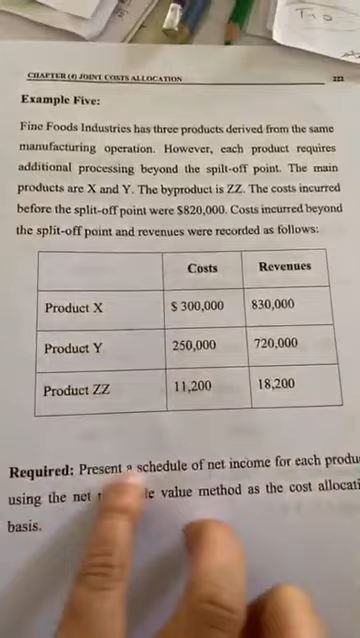 CHAPTER (4) JOINT COSTS ALLOCATION
Example Five:
Fine Foods Industries has three products derived from the same
manufacturing operation. However, each product requires
additional processing beyond the spilt-off point. The main
products are X and Y. The byproduct is ZZ. The costs incurred
before the split-off point were $820,000. Costs incurred beyond
the split-off point and revenues were recorded as follows:
Costs Revenues
Product X $ 300,000 830,000
Product Y 250,000 720,000
Product ZZ 11,200 18,200
Required: Present a schedule of net income for each
using the net value method as the cost
basis.